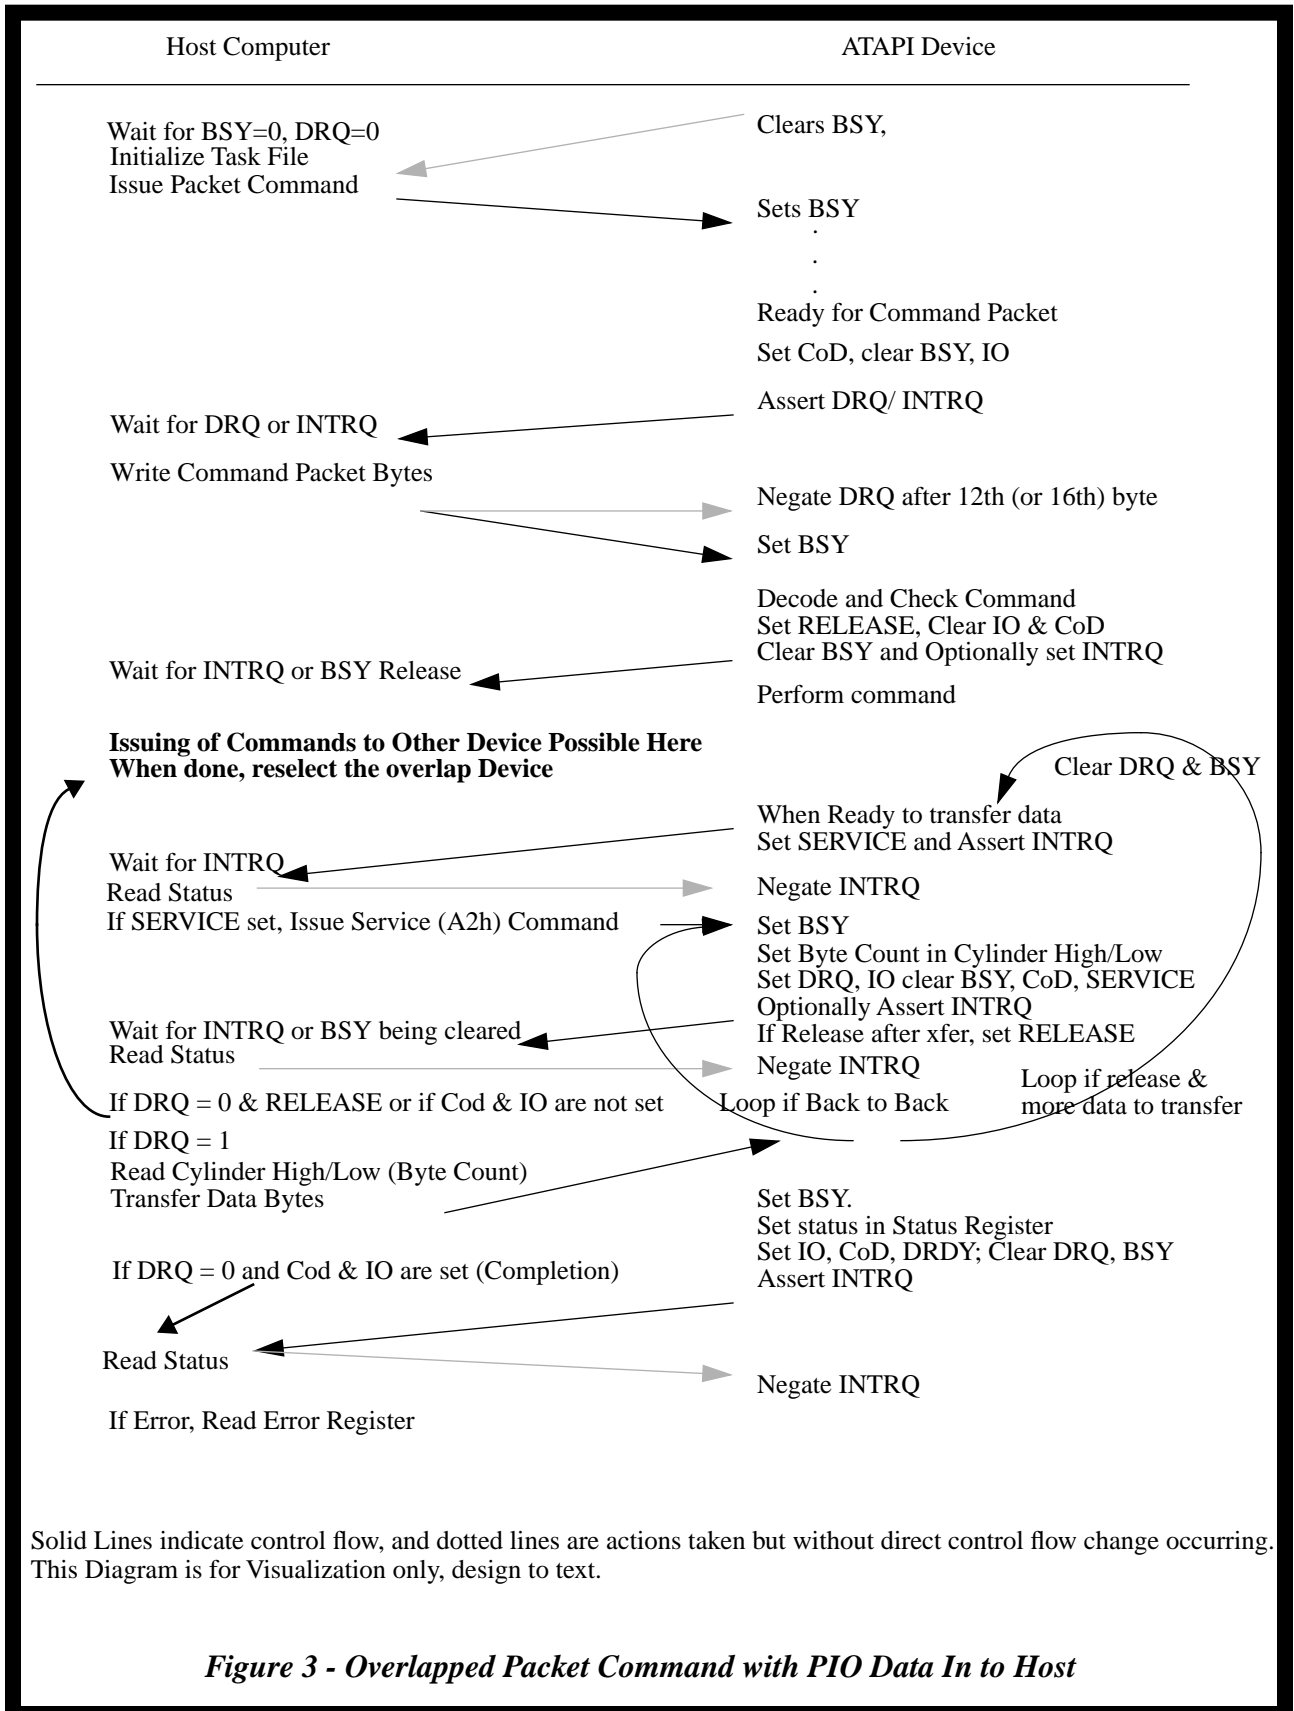 Host Computer
ATAPI Device
Wait for BSY=0, DRQ=0
Initialize Task File
Issue Packet Command
Clears BSY,
Sets BSY
.
.
.
Ready for Command Packet
Set CoD, clear BSY, IO
Assert DRQ/ INTRQ
Wait for DRQ or INTRQ
Write Command Packet Bytes
Negate DRQ after 12th (or 16th) byte
Set BSY
Decode and Check Command
Set RELEASE, Clear IO & CoD
Clear BSY and Optionally set INTRQ
Wait for INTRQ or BSY Release
Perform command
Issuing of Commands to Other Device Possible Here
When done, reselect the overlap Device
Clear DRQ & BSY
When Ready to transfer data
Set SERVICE and Assert INTRQ
Wait for INTRQ
Read Status
If SERVICE set, Issue Service (A2h) Command
Negate INTRQ
Set BSY
Set Byte Count in Cylinder High/Low
Set DRQ, IO clear BSY, CoD, SERVICE
Optionally Assert INTRQ
If Release after xfer, set RELEASE
Wait for INTRQ or BSY being cleared
Read Status
Negate INTRQ
Loop if release &
more data to transfer
If DRQ = 0 & RELEASE or if Cod & IO are not set
Loop if Back to Back
If DRQ = 1
Read Cylinder High/Low (Byte Count)
Transfer Data Bytes
Set BSY.
Set status in Status Register
Set IO, CoD, DRDY; Clear DRQ, BSY
Assert INTRQ
If DRQ = 0 and Cod & IO are set (Completion)
Read Status
Negate INTRQ
If Error, Read Error Register
Solid Lines indicate control flow, and dotted lines are actions taken but without direct control flow change occurring.
This Diagram is for Visualization only, design to text.
Figure 3 - Overlapped Packet Command with PIO Data In to Host